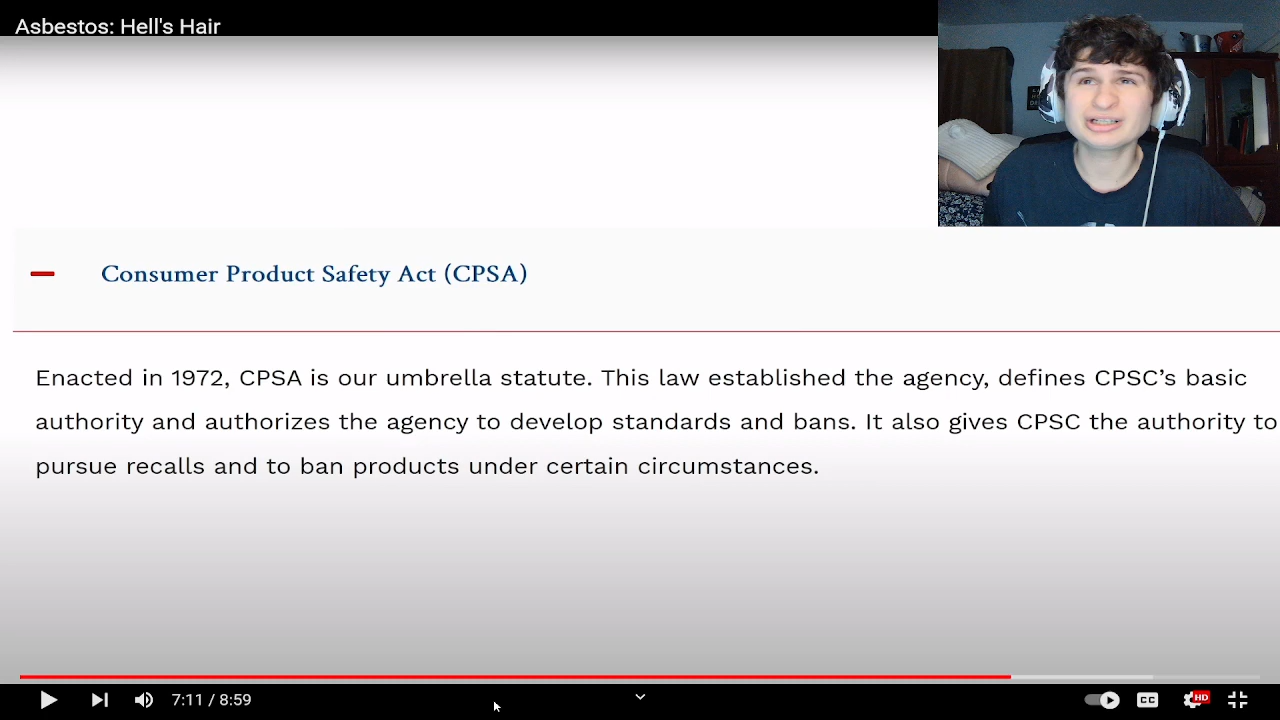 Asbestos: Hell's Hair
Consumer Product Safety Act (CPSA)
Enacted in 1972, CPSA is our umbrella statute. This law established the agency, defines CPSC’s basic
authority and authorizes the agency to develop standards and bans. It also gives CPSC the authority to
pursue recalls and to ban products under certain circumstances.
7:11 / 8:59
CC
HD